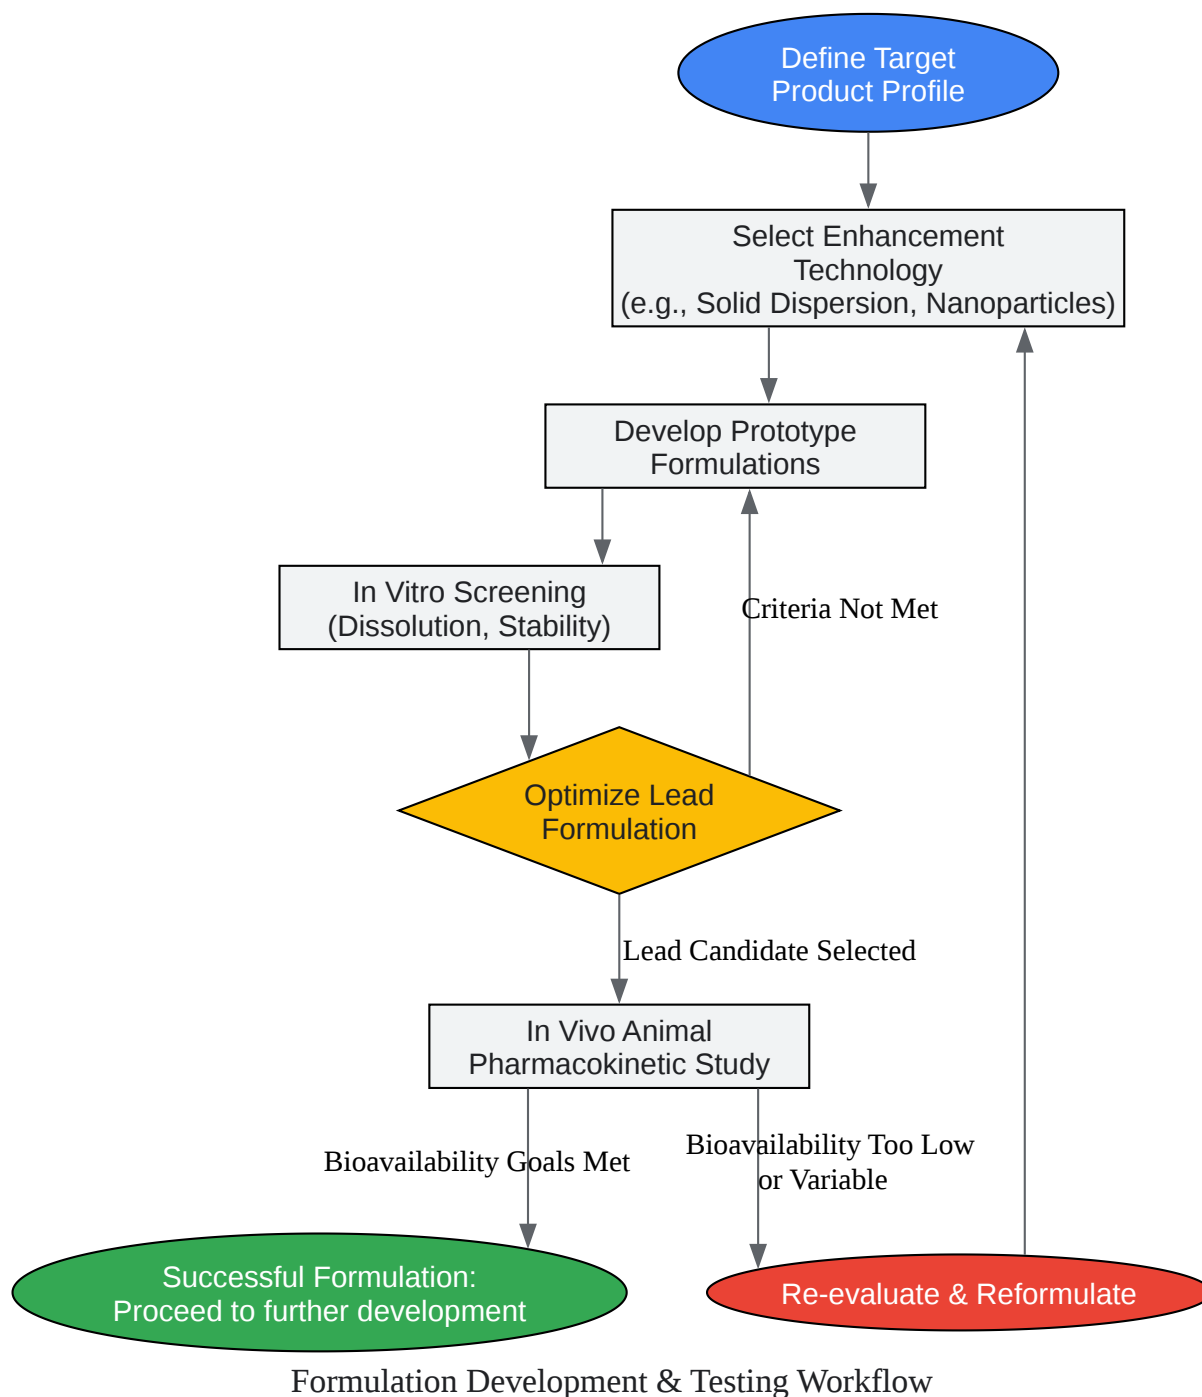 Define Target
Product Profile
Select Enhancement
Technology
(e.g., Solid Dispersion, Nanoparticles)
Develop Prototype
Formulations
In Vitro Screening
(Dissolution, Stability)
Criteria Not Met
Optimize Lead
Formulation
Lead Candidate Selected
In Vivo Animal
Pharmacokinetic Study
Bioavailability Goals Met
Bioavailability Too Low
or Variable
Successful Formulation:
Proceed to further development
Re-evaluate & Reformulate
Formulation Development & Testing Workflow